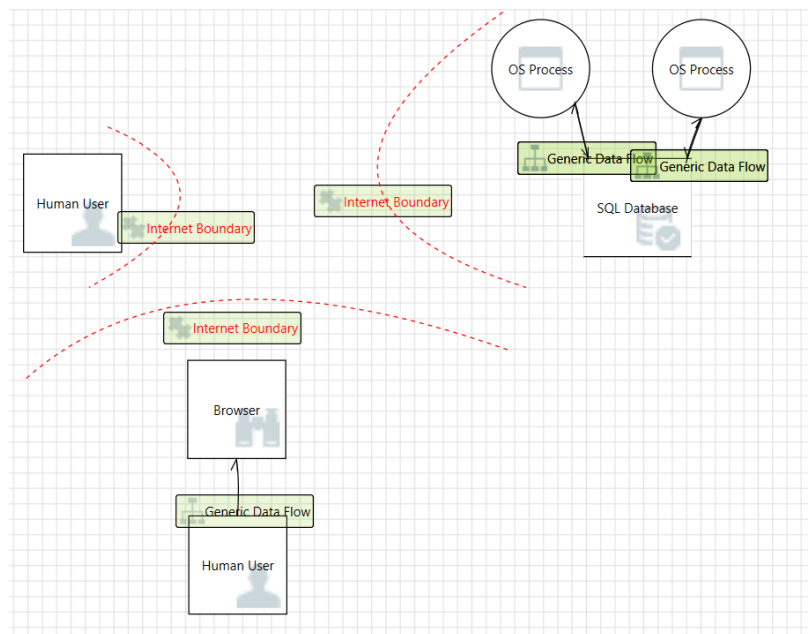 OS Process
OS Process
Generic Data Flow
Generic Data Flow
Human User
Internet Boundary
SQL Database
Internet Boundary
Internet Boundary
Browser
Generic Data Flow
Human User